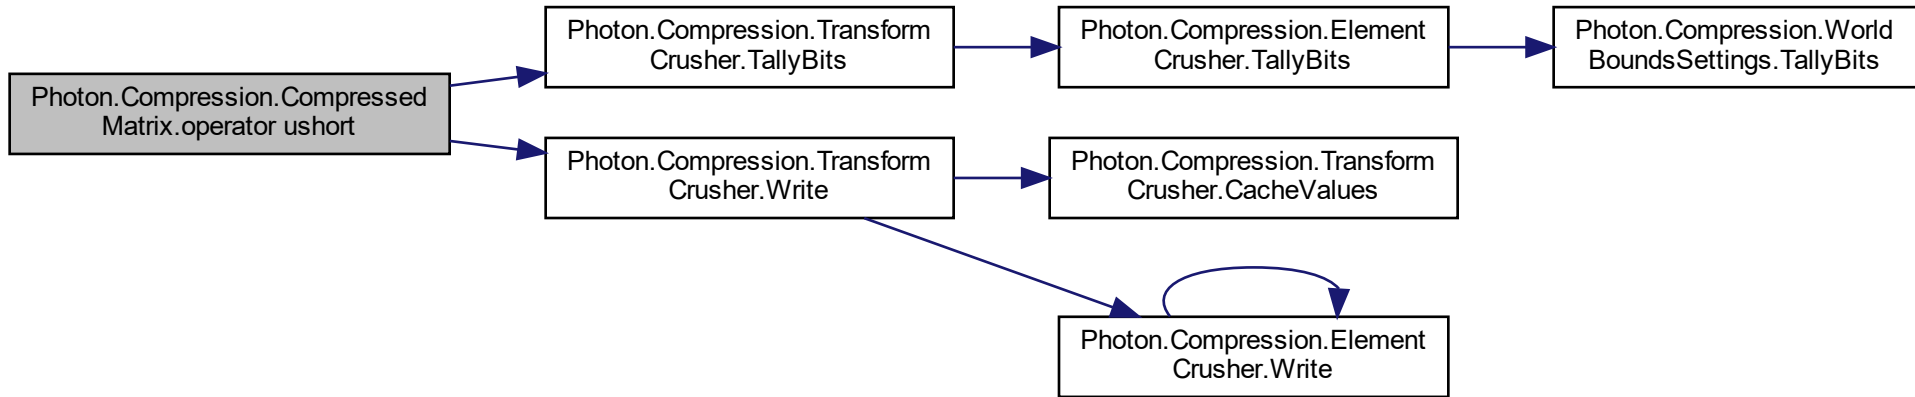 Photon.Compression.Compressed
Matrix.operator ushort
Photon.Compression.Transform
Crusher.TallyBits
Photon.Compression.Element
Crusher.TallyBits
Photon.Compression.World
BoundsSettings.TallyBits
Photon.Compression.Transform
Crusher.Write
Photon.Compression.Transform
Crusher.CacheValues
Photon.Compression.Element
Crusher.Write